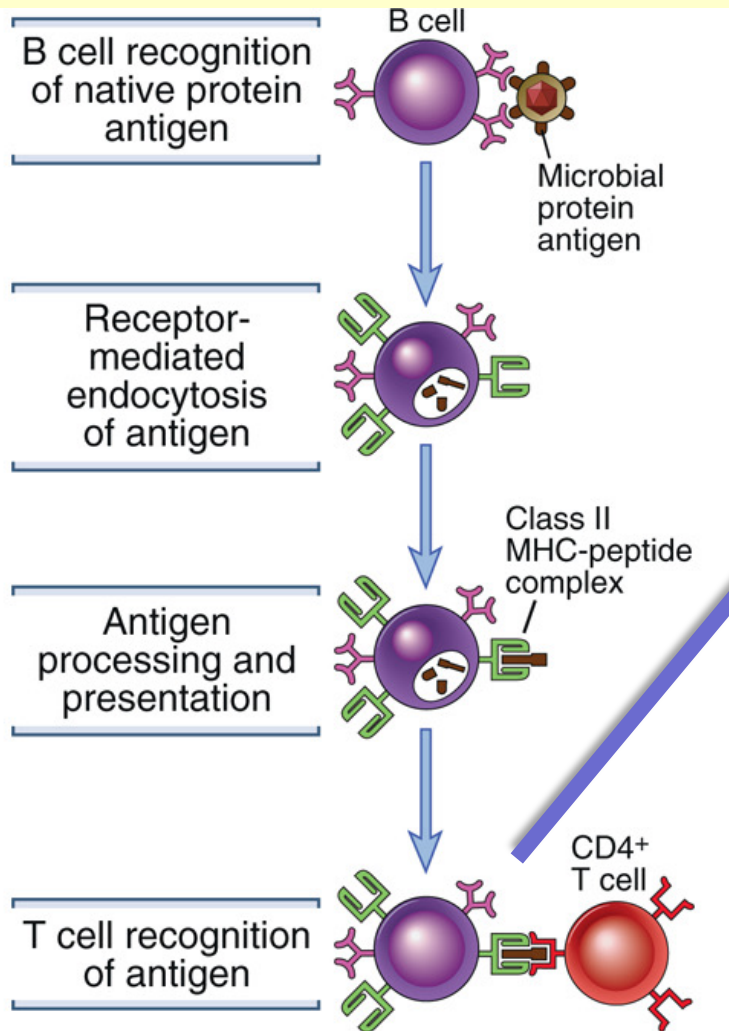 B cell
B cell recognition
of native protein
antigen
Microbial
protein
antigen
Receptor-
mediated
endocytosis
of antigen
Class II
MHC-peptide
complex
Antigen
processing and
presentation
CD4+
T cell
T cell recognition
of antigen